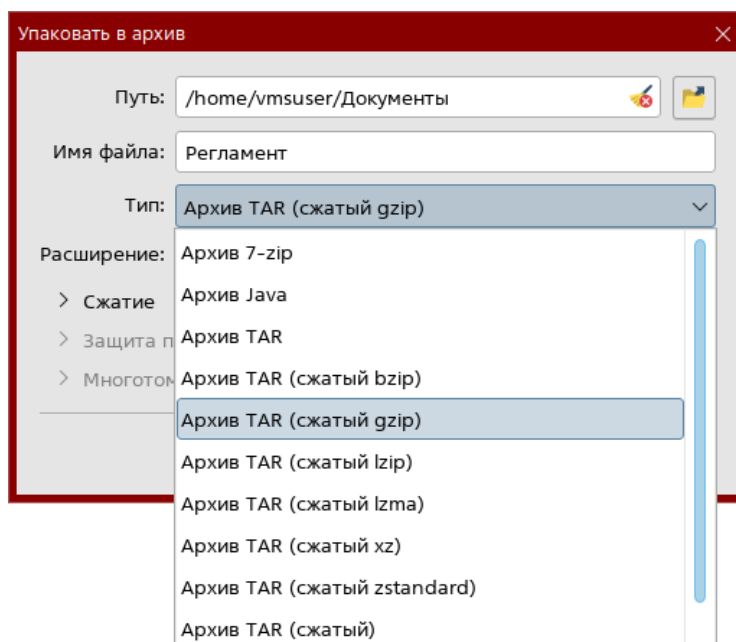 Упаковать в архив
Путь: /home/vmsuser/Документы
Имя файла: Регламент
Тип: Архив TAR (сжатый gzip)
Расширение:
Архив 7-zip
Сжатие
Архив Java
Защита
Архив TAR
Архив TAR (сжатый bzip)
Архив TAR (сжатый gzip)
Архив TAR (сжатый lzip)
Архив TAR (сжатый lzma)
Архив TAR (сжатый xz)
Архив TAR (сжатый zstandard)
Архив TAR (сжатый)